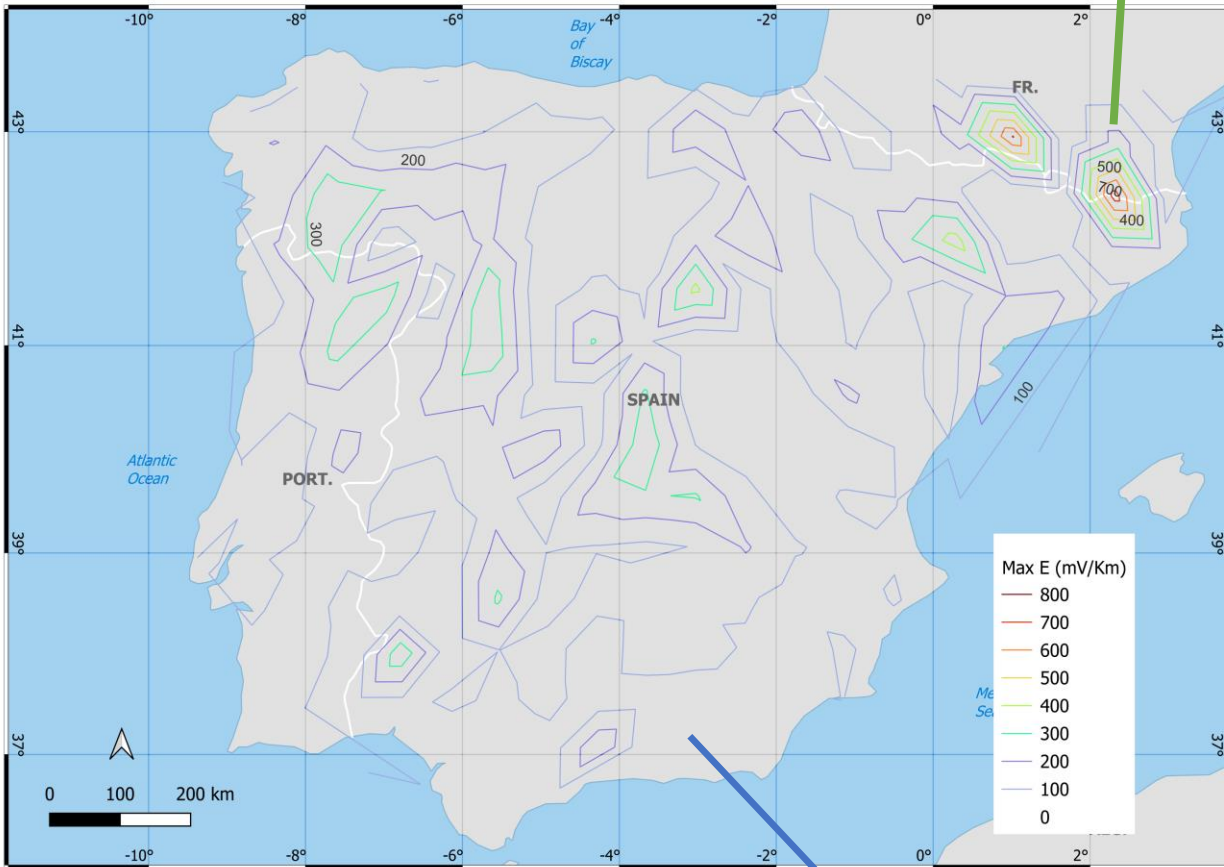 -10° -8° -6° -4° -2° 0° 2°
Bay
of
Biscay
FR.
43° 43°
200
500
700
400
300
41° 41°
SPAIN
100
Atlantic
Ocean
PORT.
39° 39°
Max E (mV/Km)
800
700
600
500
400
300
200
100
0
37° 37°
0 100 200 km
-10° -8° -6° -4° -2° 0° 2°